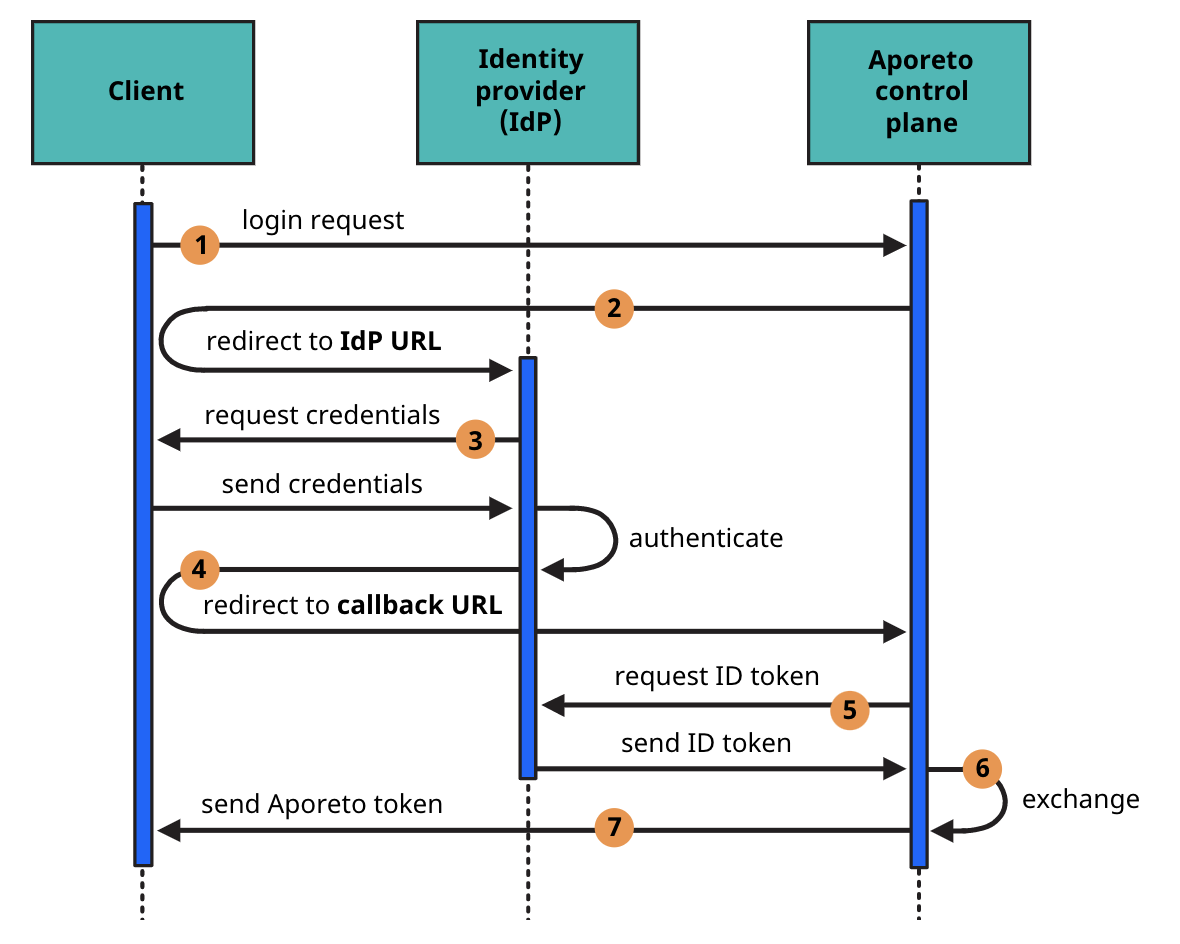 Client
Identity
provider
(IdP)
Aporeto
control
plane
login request
1
2
redirect to IdP URL
request credentials
3
send credentials
authenticate
4
redirect to callback URL
request ID token
5
send ID token
6
exchange
send Aporeto token
7